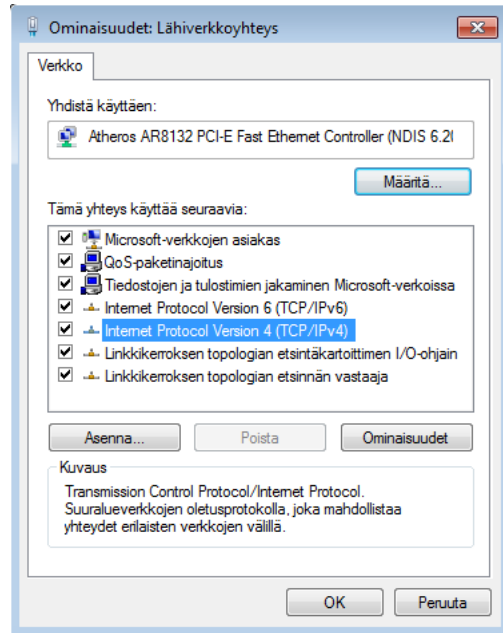 Ominaisuudet: Lähiverkkoyhteys
Verkko
Yhdistä käyttäen:
Atheros AR8132 PCI-E Fast Ethernet Controller (NDIS 6.20
Määritä...
Tämä yhteys käyttää seuraavia:
Microsoft-verkkojen asiakas
QoS-paketinajoitus
Tiedostojen ja tulostimien jakaminen Microsoft-verkoissa
Internet Protocol Version 6 (TCP/IPv6)
Internet Protocol Version 4 (TCP/IPv4)
Linkkikerroksen topologian etsintäkartoittimen I/O-ohjain
Linkkikerroksen topologian etsinnän vastaaja
Asenna...
Poista
Ominaisuudet
Kuvaus
Transmission Control Protocol/Internet Protocol.
Suuralueverkkojen oletusprotokolla, joka mahdollistaa
yhteydet erilaisten verkkojen välillä.
OK
Peruuta